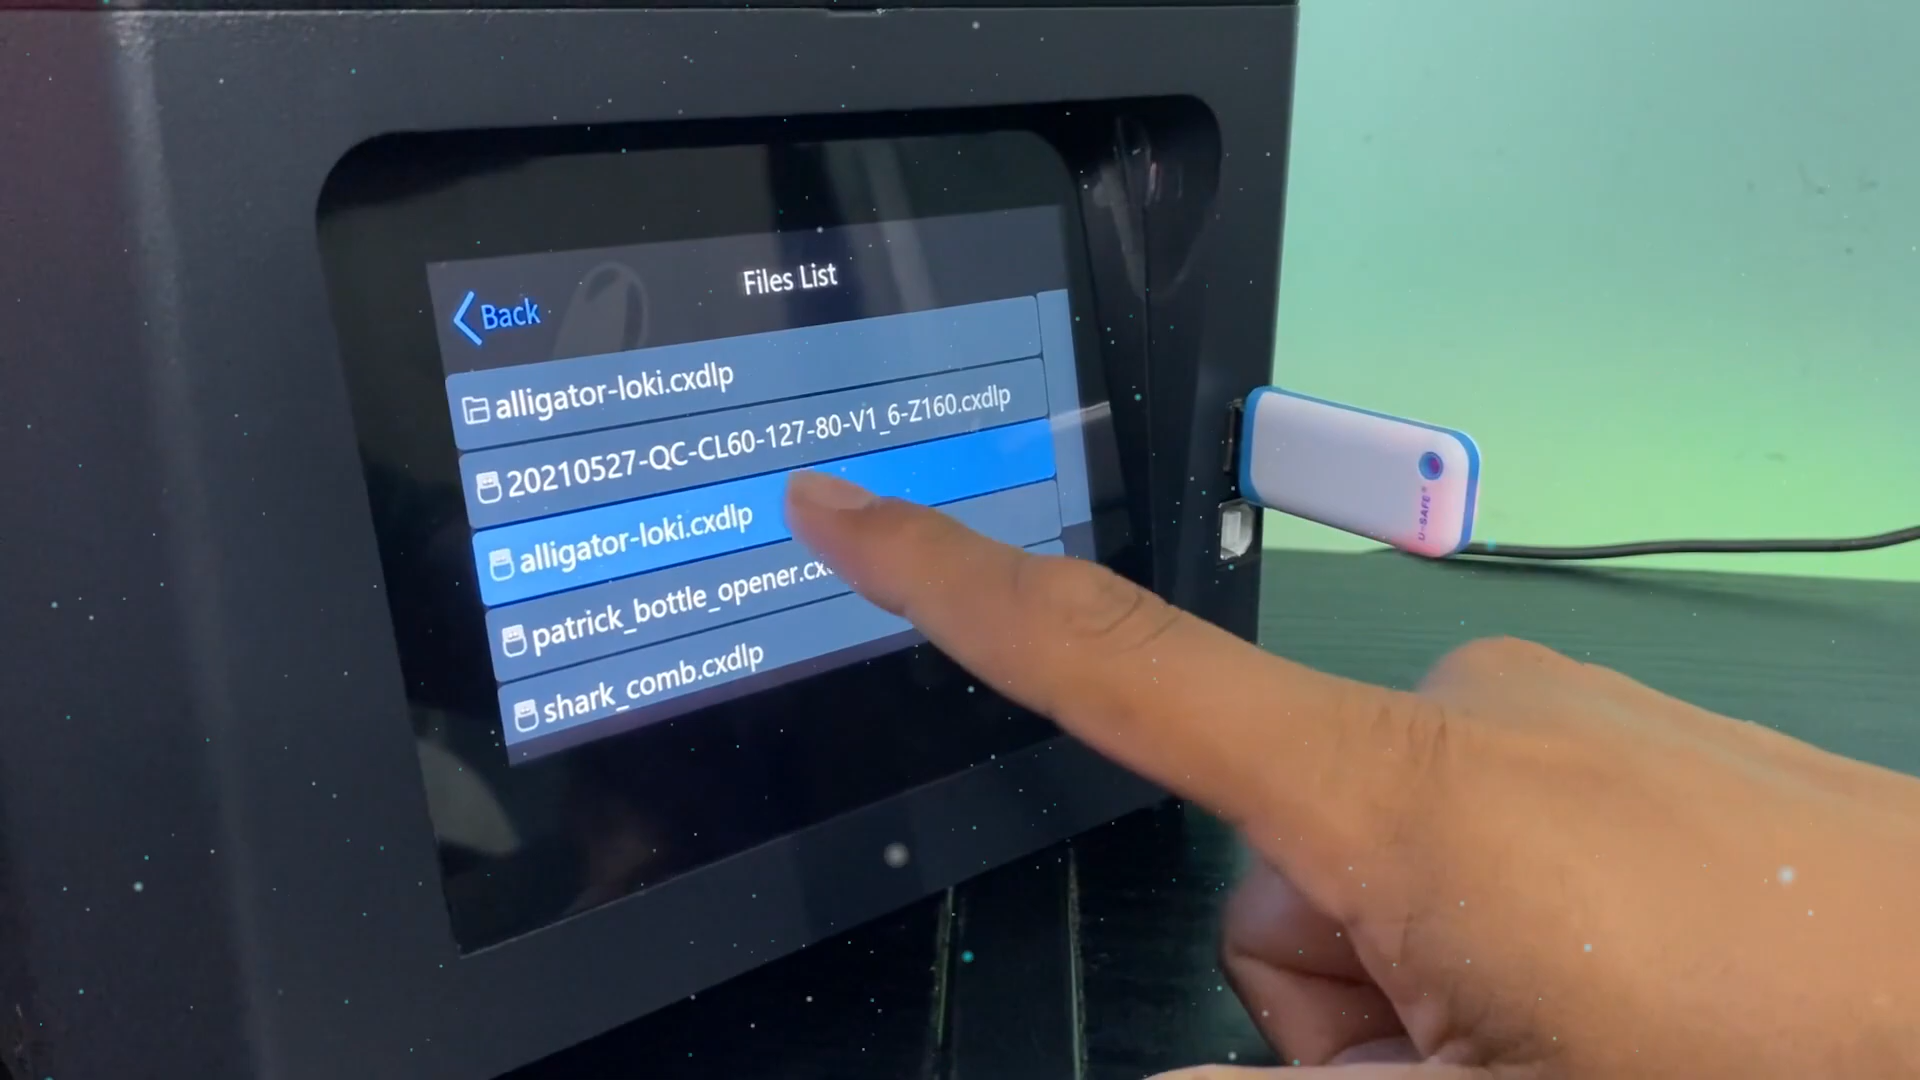 Files List
Back
alligator-loki.cxdlp
20210527-QC-CL60-127-80-V1_6-Z160.cxdlp
alligator-loki.cxdlp
patrick_bottle_opener.cx
shark_comb.cxdlp
U-SAFE®